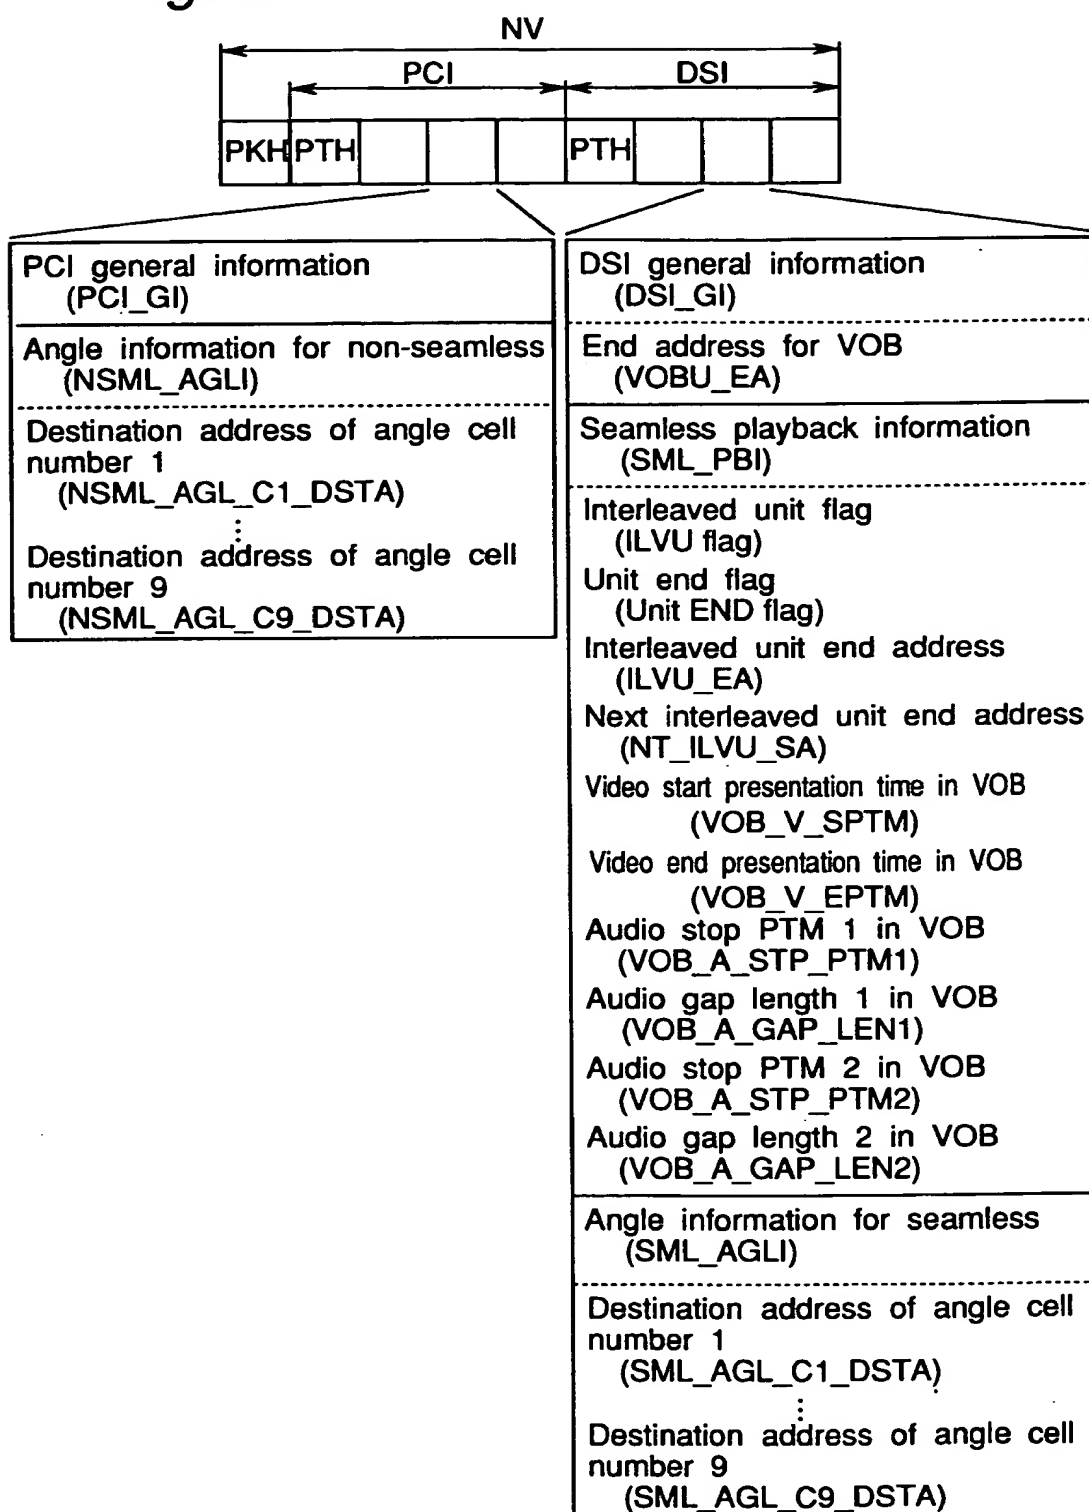 NV
PCI DSI
PKH PTH PTH
PCI general information
(PCI_GI)
Angle information for non-seamless
(NSML_AGLI)
Destination address of angle cell
number 1
(NSML_AGL_C1_DSTA)
⋮
Destination address of angle cell
number 9
(NSML_AGL_C9_DSTA)
DSI general information
(DSI_GI)
End address for VOB
(VOBU_EA)
Seamless playback information
(SML_PBI)
Interleaved unit flag
(ILVU flag)
Unit end flag
(Unit END flag)
Interleaved unit end address
(ILVU_EA)
Next interleaved unit end address
(NT_ILVU_SA)
Video start presentation time in VOB
(VOB_V_SPTM)
Video end presentation time in VOB
(VOB_V_EPTM)
Audio stop PTM 1 in VOB
(VOB_A_STP_PTM1)
Audio gap length 1 in VOB
(VOB_A_GAP_LEN1)
Audio stop PTM 2 in VOB
(VOB_A_STP_PTM2)
Audio gap length 2 in VOB
(VOB_A_GAP_LEN2)
Angle information for seamless
(SML_AGLI)
Destination address of angle cell
number 1
(SML_AGL_C1_DSTA)
⋮
Destination address of angle cell
number 9
(SML_AGL_C9_DSTA)